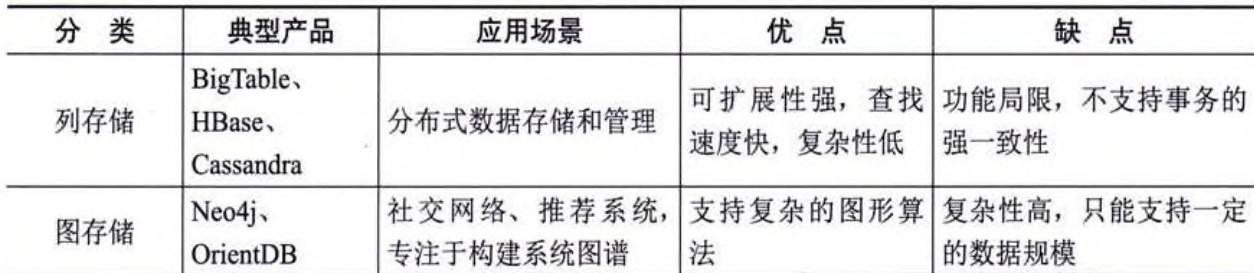 分 类 典型产品 应用场景 优 点 缺 点
列存储
BigTable、
HBase、
Cassandra
分布式数据存储和管理
可扩展性强，查找
速度快，复杂性低
功能局限，不支持事务的
强一致性
图存储
Neo4j、
OrientDB
社交网络、推荐系统，
专注于构建系统图谱
支持复杂的图形算
法
复杂性高，只能支持一定
的数据规模